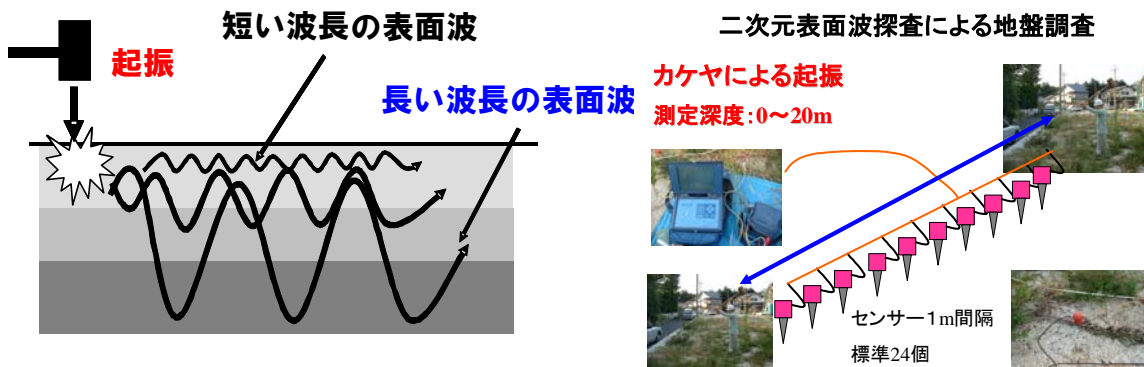 短い波長の表面波
起振
長い波長の表面波
二次元表面波探査による地盤調査
カケヤによる起振
測定深度:0～20m
センサー1m間隔
標準24個